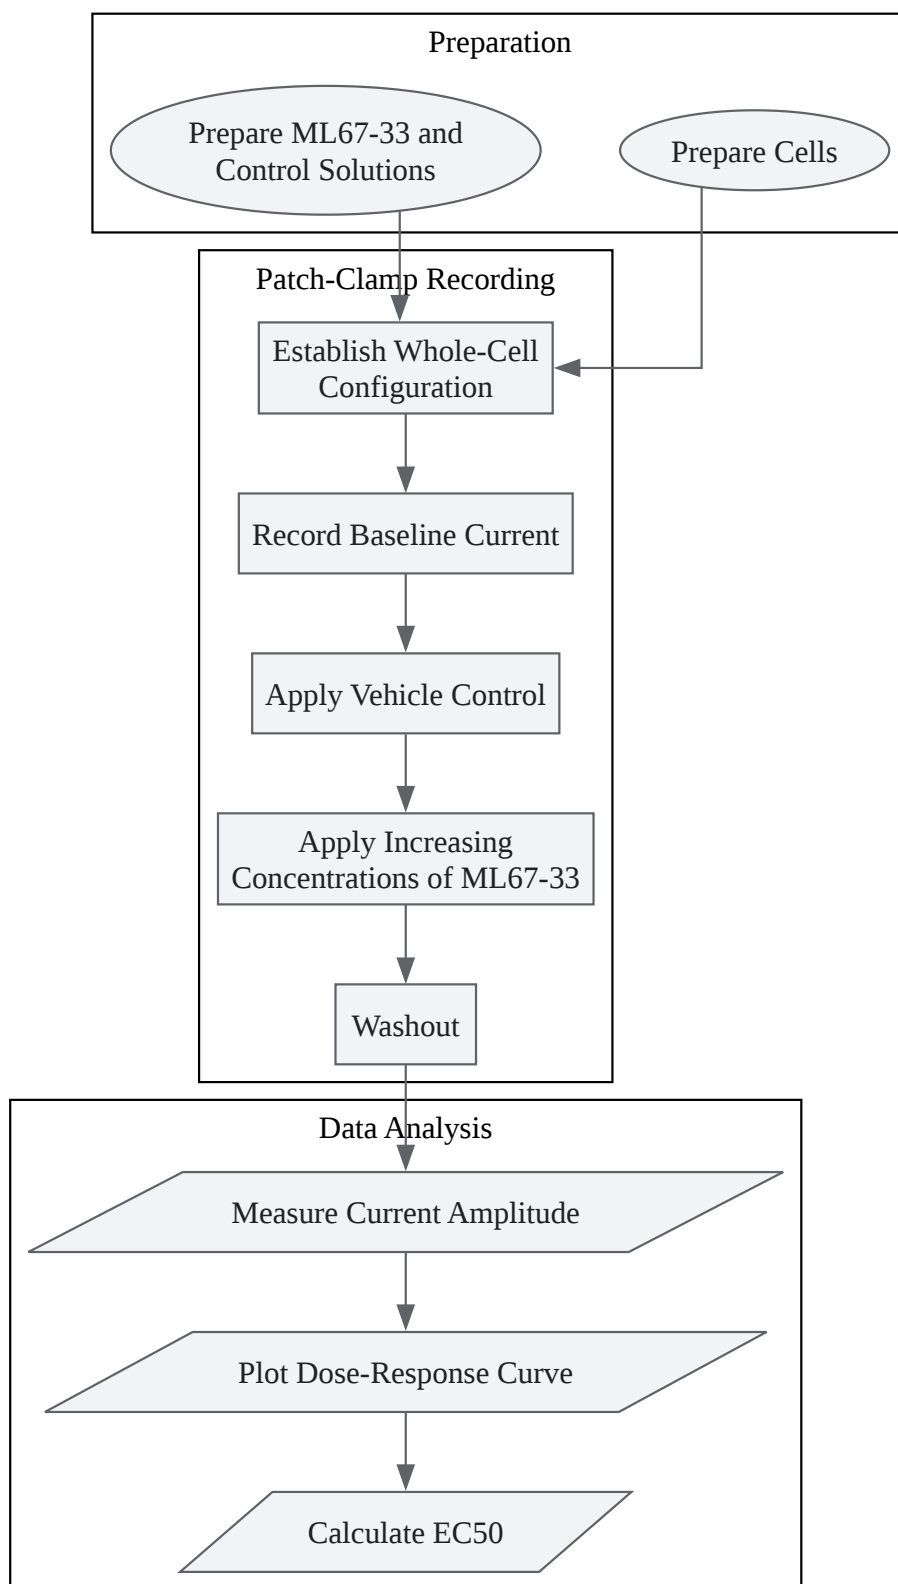 Preparation
Prepare ML67-33 and
Control Solutions
Prepare Cells
Patch-Clamp Recording
Establish Whole-Cell
Configuration
Record Baseline Current
Apply Vehicle Control
Apply Increasing
Concentrations of ML67-33
Washout
Data Analysis
Measure Current Amplitude
Plot Dose-Response Curve
Calculate EC50